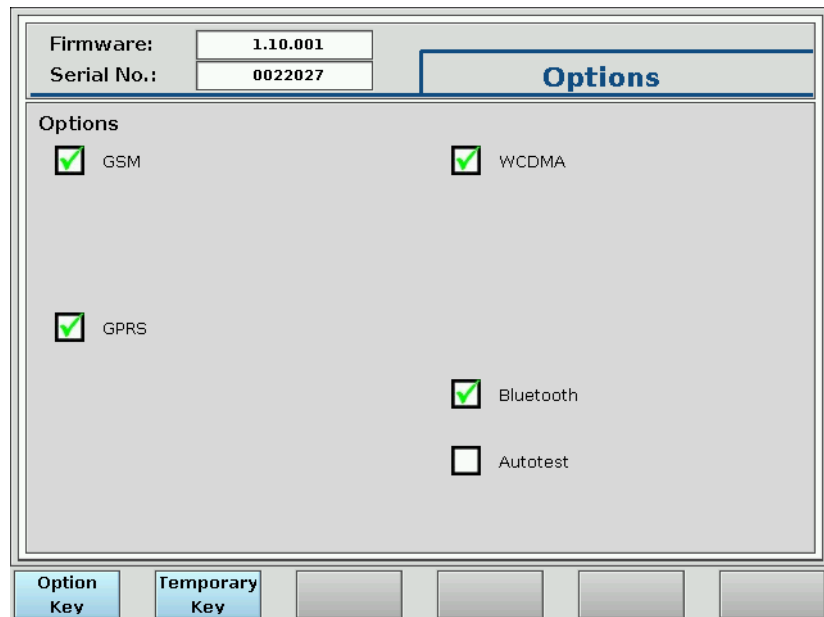 Firmware: 1.10.001
Serial No.: 0022027
Options
Options
GSM
WCDMA
GPRS
Bluetooth
Autotest
Option Key
Temporary Key